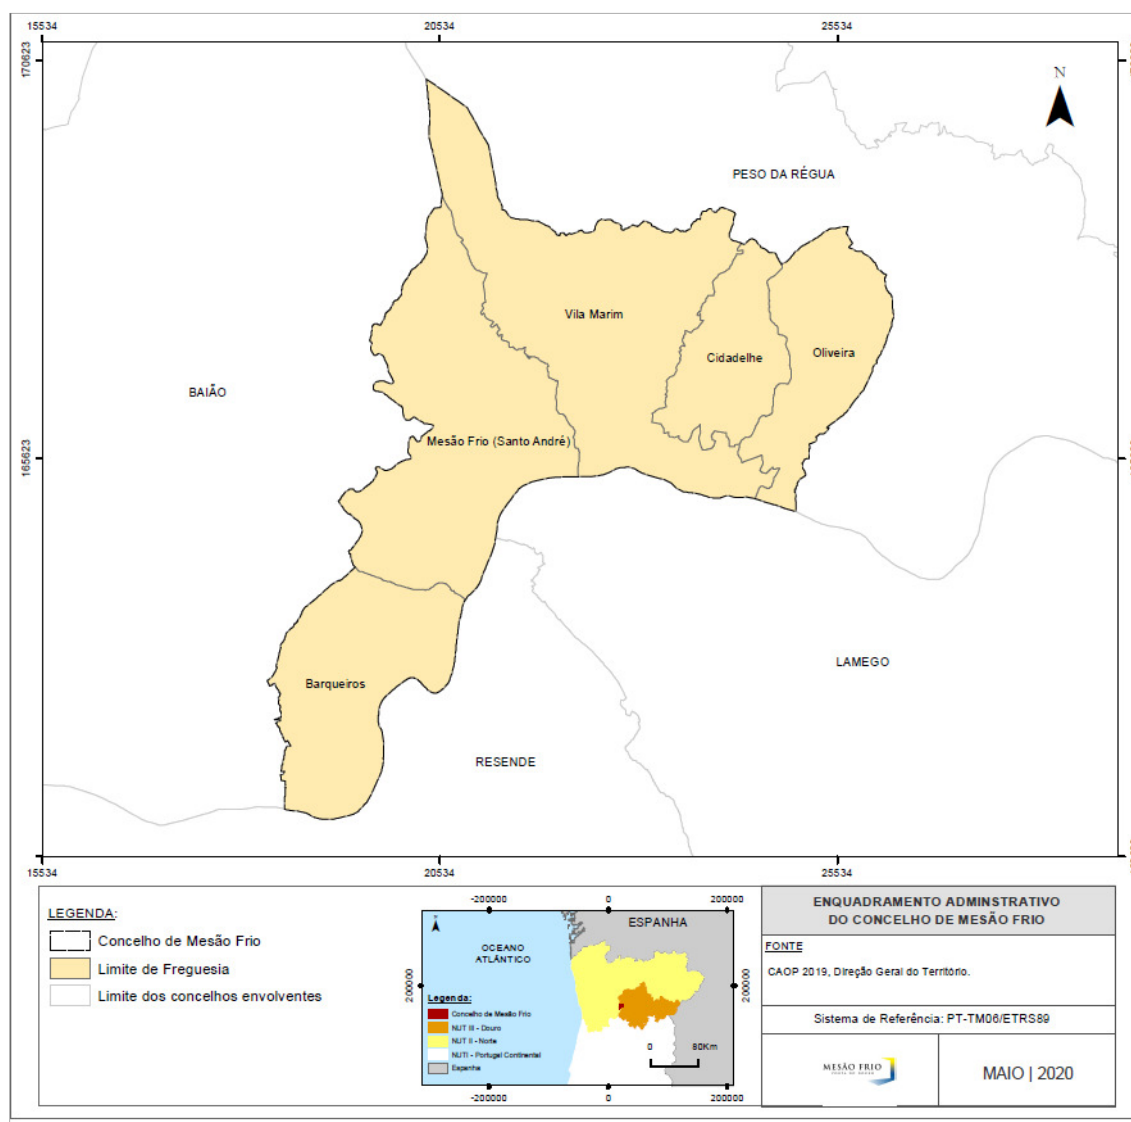 15534
20534
25534
170623
N
PESO DA RÉGUA
Vila Marim
Cidadelhe
Oliveira
BAIÃO
Mesão Frio (Santo André)
165623
LAMEGO
Barqueiros
RESENDE
15534
20534
25534
LEGENDA:
Concelho de Mesão Frio
Limite de Freguesia
Limite dos concelhos envolventes
-200000
0
200000
ESPANHA
OCEANO
ATLÂNTICO
200000
200000
Legenda:
Concelho de Mesão Frio
NUT III - Douro
NUT II - Norte
NUTI - Portugal Continental
Espanha
0
60Km
-200000
0
200000
ENQUADRAMENTO ADMINSTRATIVO
DO CONCELHO DE MESÃO FRIO
FONTE
CAOP 2019, Direção Geral do Território.
Sistema de Referência: PT-TM06/ETRS89
MESÃO FRIO
MAIO | 2020